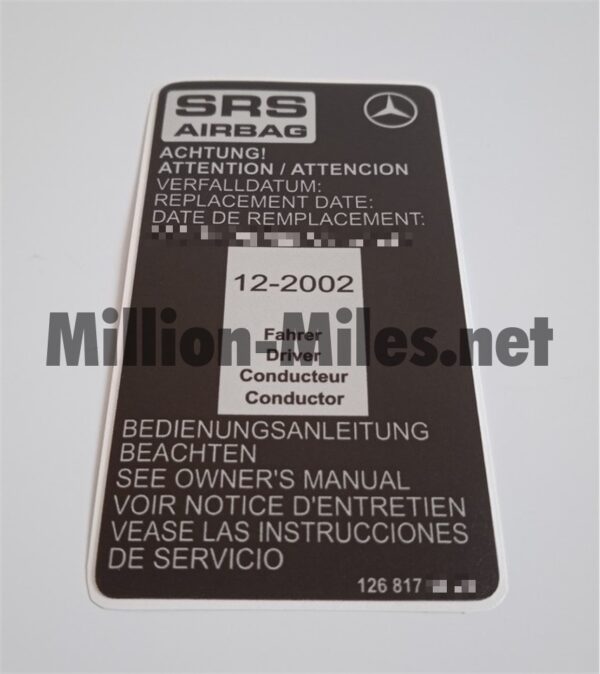 SRS
AIRBAG
ACHTUNG!
ATTENTION / ATTENCION
VERFALLDATUM:
REPLACEMENT DATE:
DATE DE REMPLACEMENT:
12-2002
Million-Miles.net
Fahrer
Driver
Conducteur
Conductor
BEDIENUNGSANLEITUNG
BEACHTEN
SEE OWNER'S MANUAL
VOIR NOTICE D'ENTRETIEN
VEASE LAS INSTRUCCIONES
DE SERVICIO
126 817